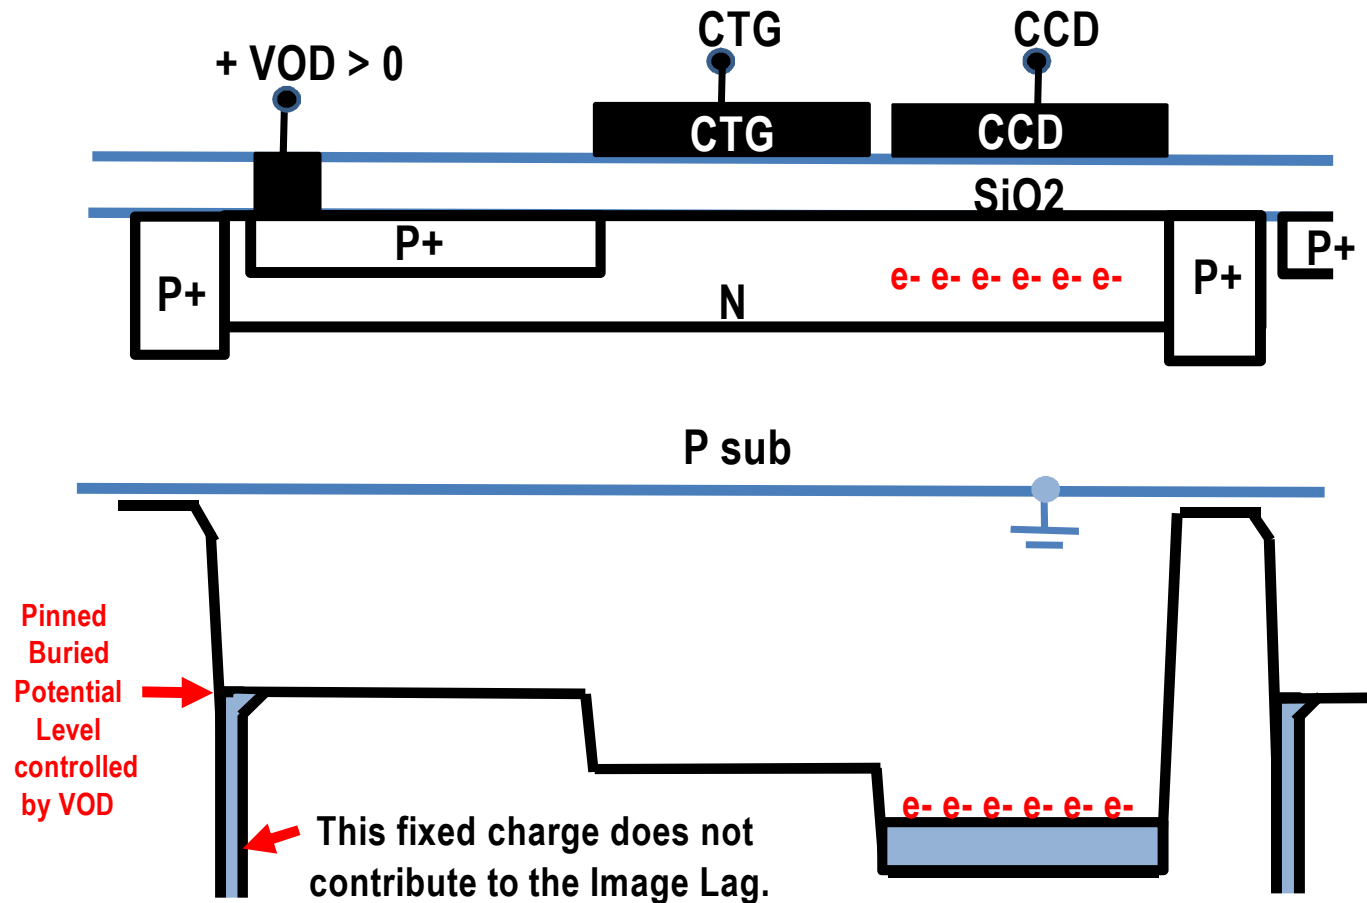 CTG
CCD
+ VOD > 0
CTG
CCD
SiO2
P+
P+
P+
P+
e- e- e- e- e- e-
N
P sub
Pinned
Buried
Potential
Level
controlled
by VOD
e- e- e- e- e- e-
This fixed charge does not
contribute to the Image Lag.